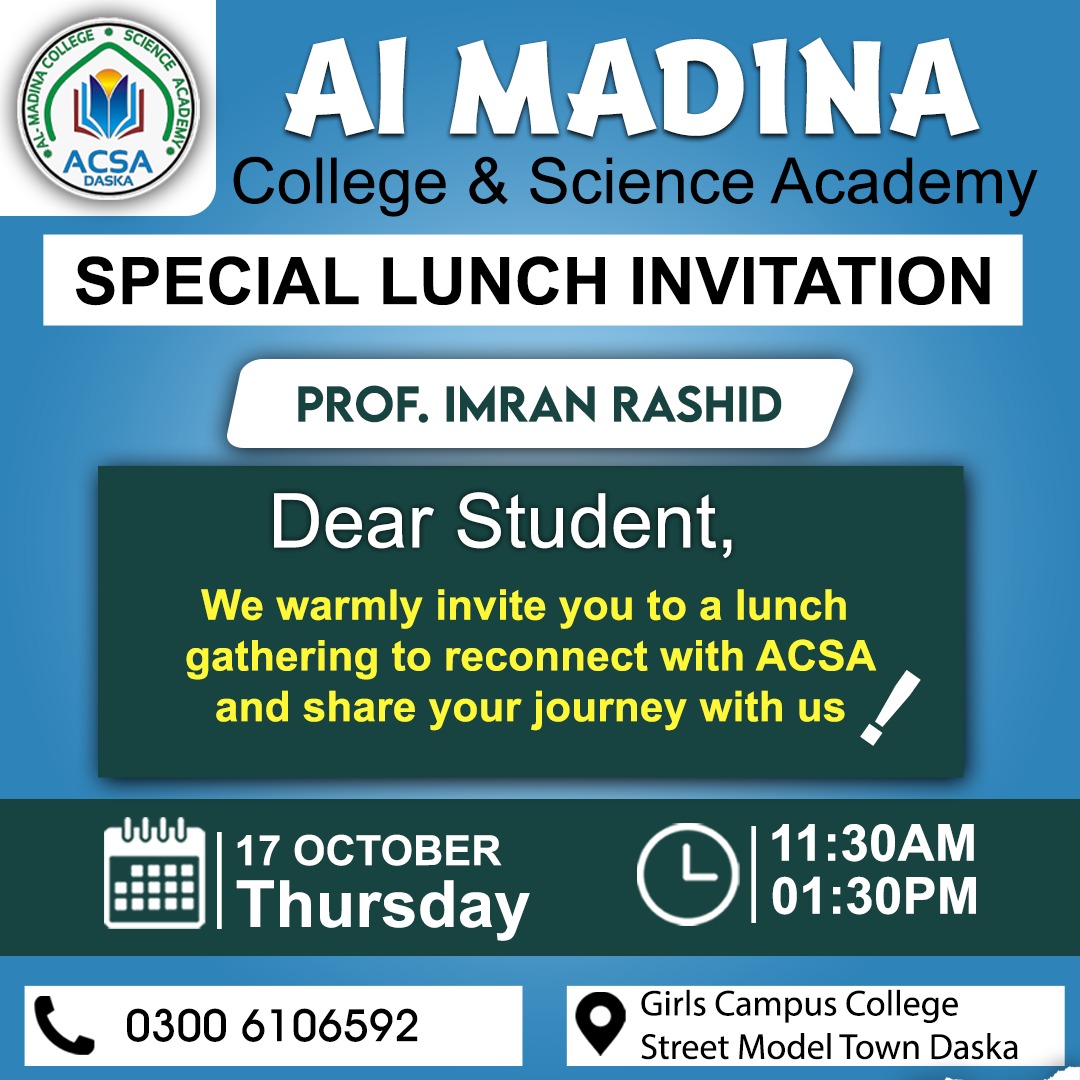 AL-MADINA COLLEGE • SCIENCE ACADEMY
ACSA
DASKA
Al MADINA
College & Science Academy
SPECIAL LUNCH INVITATION
PROF. IMRAN RASHID
Dear Student,
We warmly invite you to a lunch
gathering to reconnect with ACSA
and share your journey with us!
17 OCTOBER
Thursday
11:30AM
01:30PM
0300 6106592
Girls Campus College
Street Model Town Daska